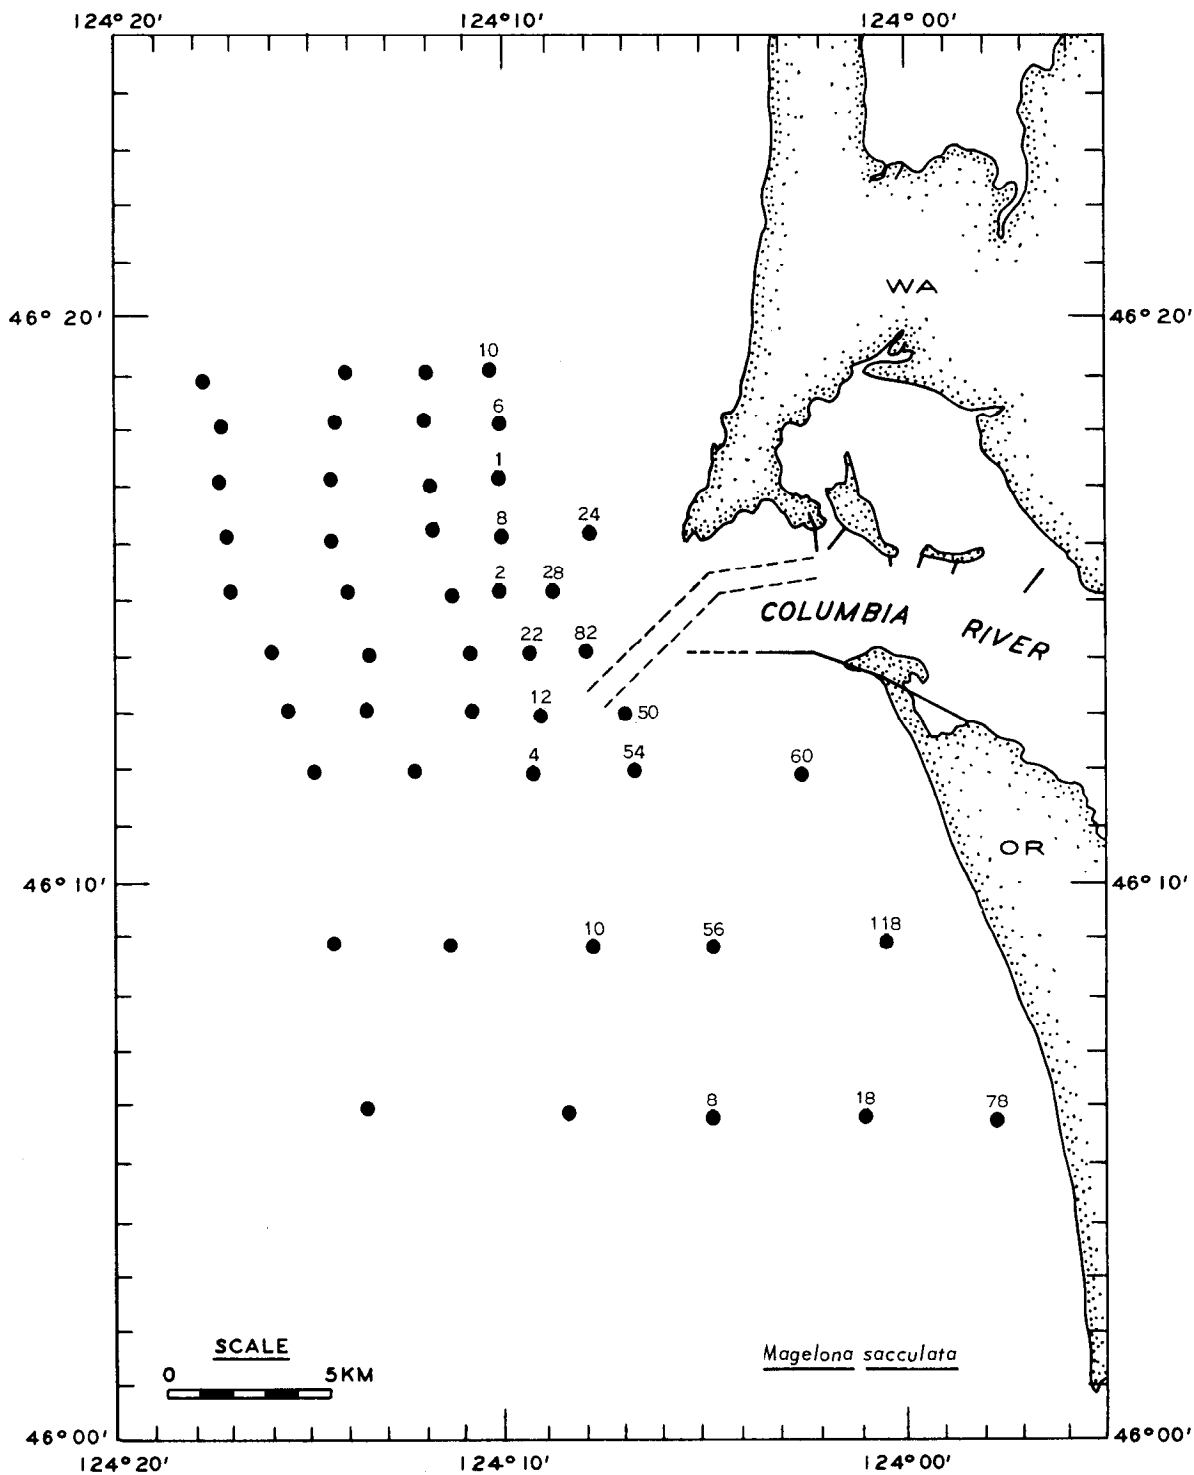 124° 20' 124° 10' 124° 00'
WA
46° 20' 46° 20'
10
6
1
8 24
2 28
COLUMBIA RIVER
22 82
12 50
4 54 60
OR
46° 10' 46° 10'
10 56 118
8 18 78
SCALE
0 5KM
Magelona sacculata
46° 00' 46° 00'
124° 20' 124° 10' 124° 00'